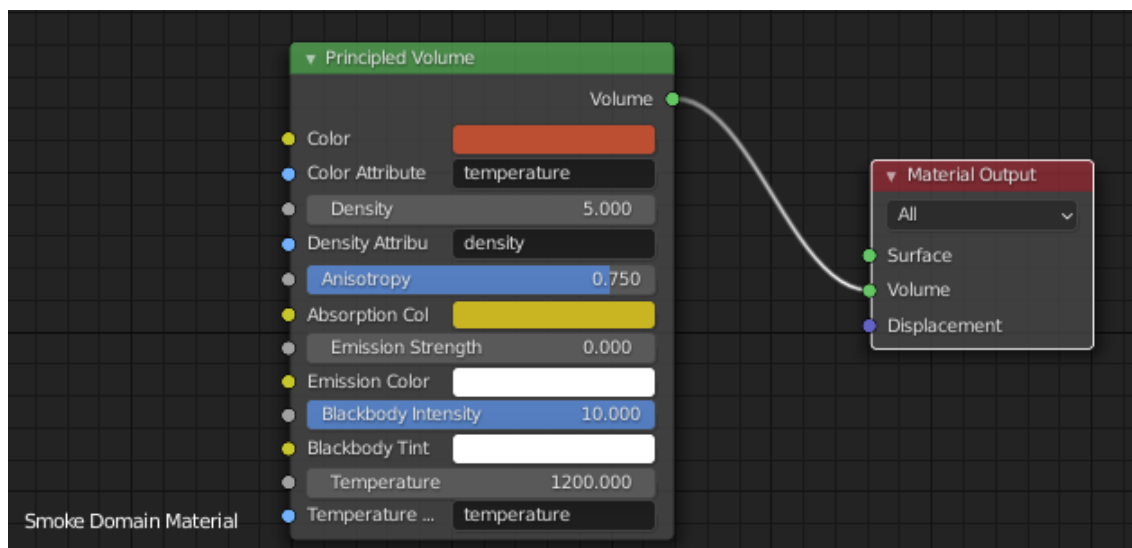 Principled Volume
Volume
Color
Color Attribute temperature
Density 5.000
Density Attribu density
Anisotropy 0.750
Absorption Col
Emission Strength 0.000
Emission Color
Blackbody Intensity 10.000
Blackbody Tint
Temperature 1200.000
Temperature ... temperature
Material Output
All
Surface
Volume
Displacement
Smoke Domain Material